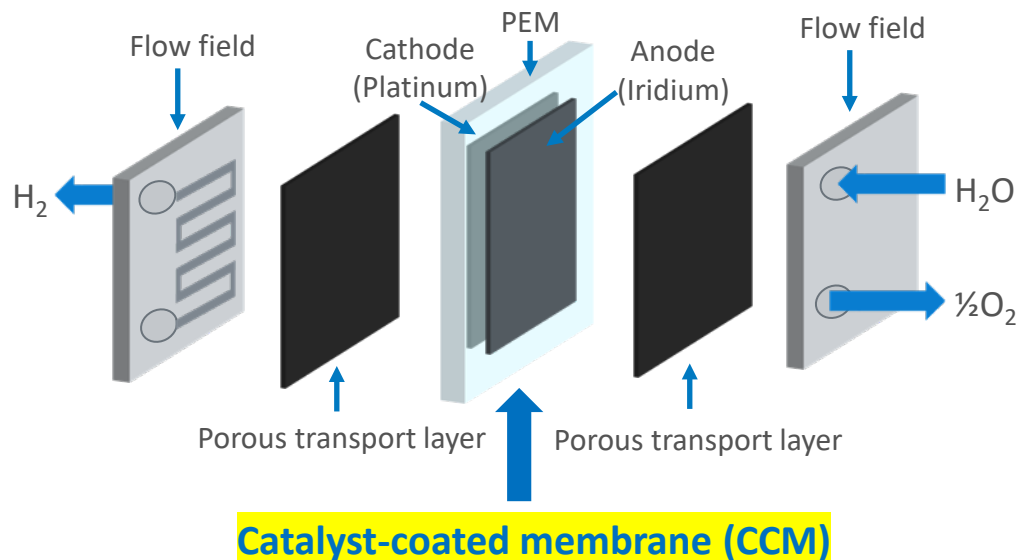 PEM
Flow field
Cathode
(Platinum)
Anode
(Iridium)
Flow field
H₂
H₂O
½O₂
Porous transport layer
Porous transport layer
Catalyst-coated membrane (CCM)